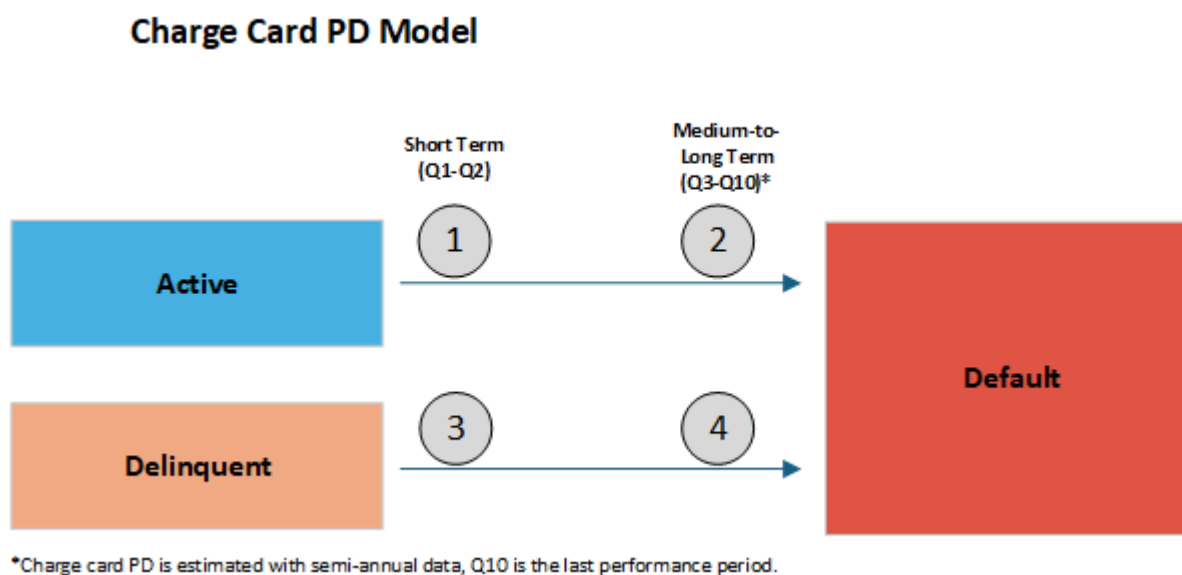 Charge Card PD Model
Short Term
(Q1-Q2)
Medium-to-
Long Term
(Q3-Q10)*
1
2
Active
Default
3
4
Delinquent
*Charge card PD is estimated with semi-annual data, Q10 is the last performance period.